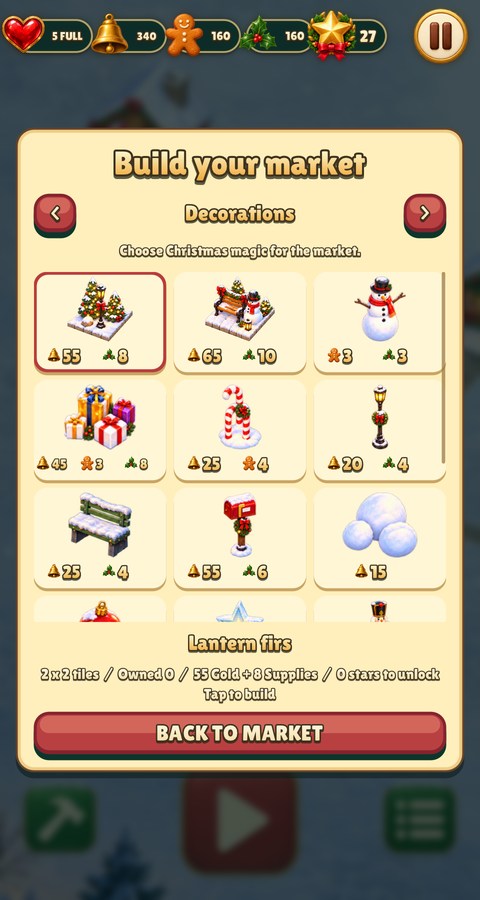 5 FULL 340 160 160 27
Build your market
Decorations
Choose Christmas magic for the market.
55 8 65 10 3 3
45 3 8 25 4 20 4
25 4 55 6 15
Lantern firs
2 x 2 tiles / Owned 0 / 55 Gold + 8 Supplies / 0 stars to unlock
Tap to build
BACK TO MARKET